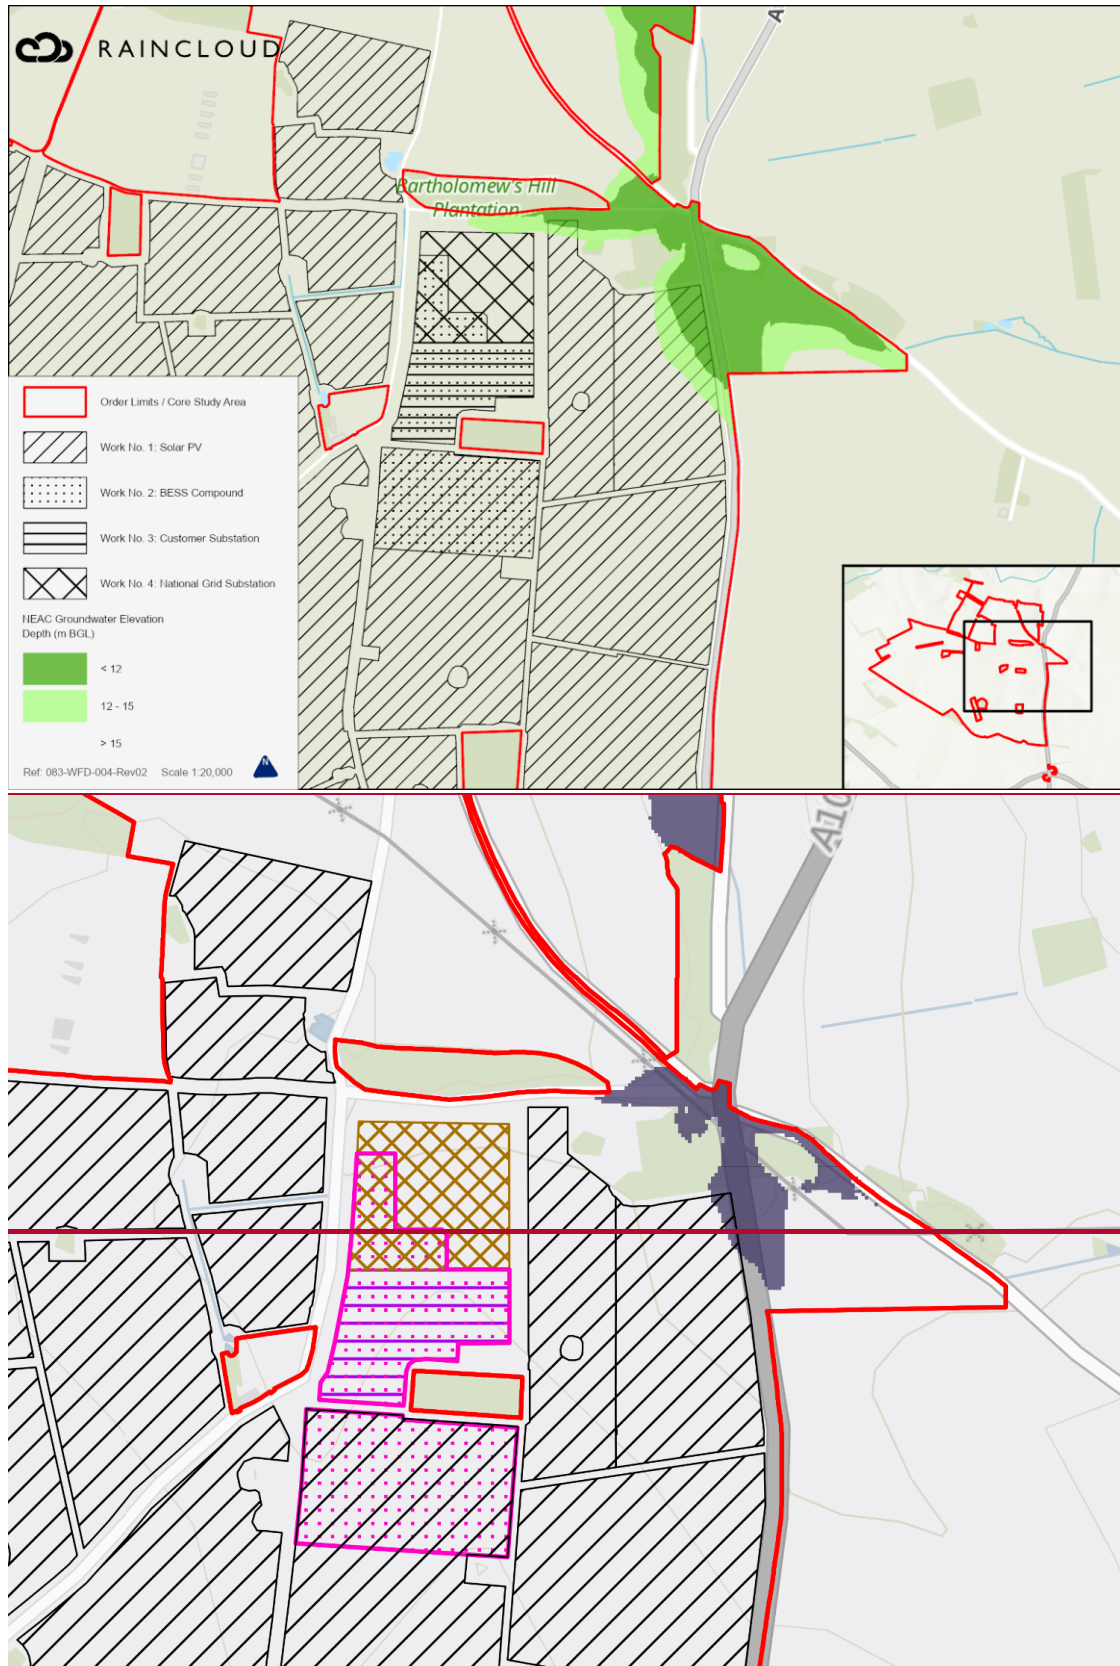 RAINCLOUD
A
Bartholomew's Hill
Plantation
Order Limits / Core Study Area
Work No. 1: Solar PV
Work No. 2: BESS Compound
Work No. 3: Customer Substation
Work No. 4: National Grid Substation
NEAC Groundwater Elevation
Depth (m BGL)
< 12
12 - 15
> 15
Ref: 083-WFD-004-Rev02 Scale 1:20,000
N
A10